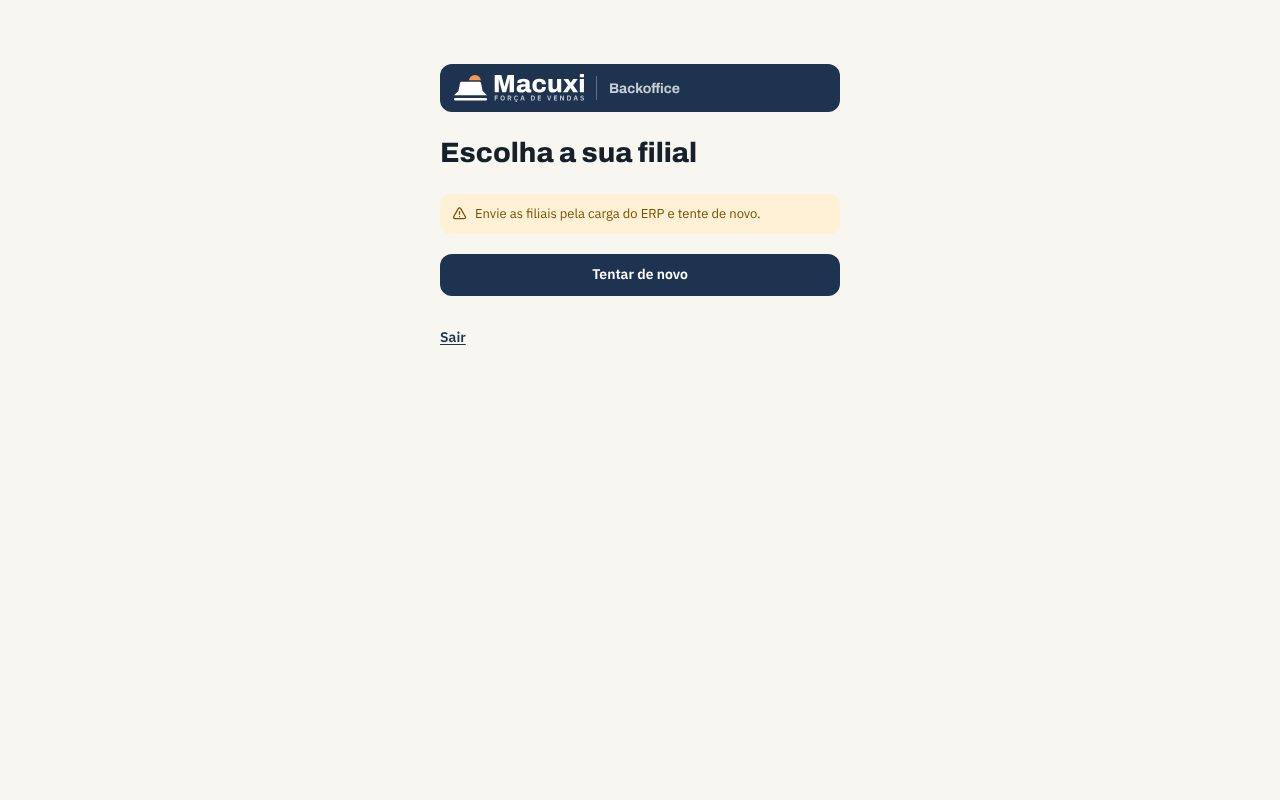 Macuxi
FORÇA DE VENDAS
Backoffice
Escolha a sua filial
Envie as filiais pela carga do ERP e tente de novo.
Tentar de novo
Sair